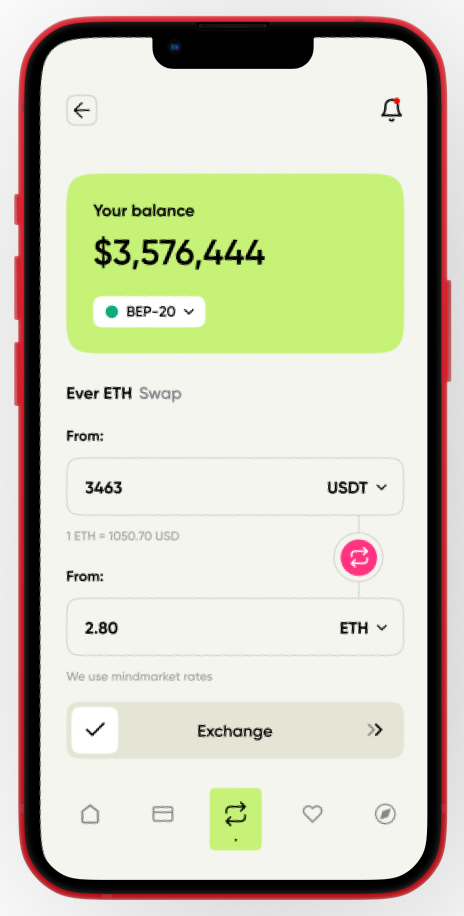 Your balance
$3,576,444
BEP-20
Ever ETH Swap
From:
3463 USDT
1 ETH = 1050.70 USD
From:
2.80 ETH
We use mindmarket rates
Exchange